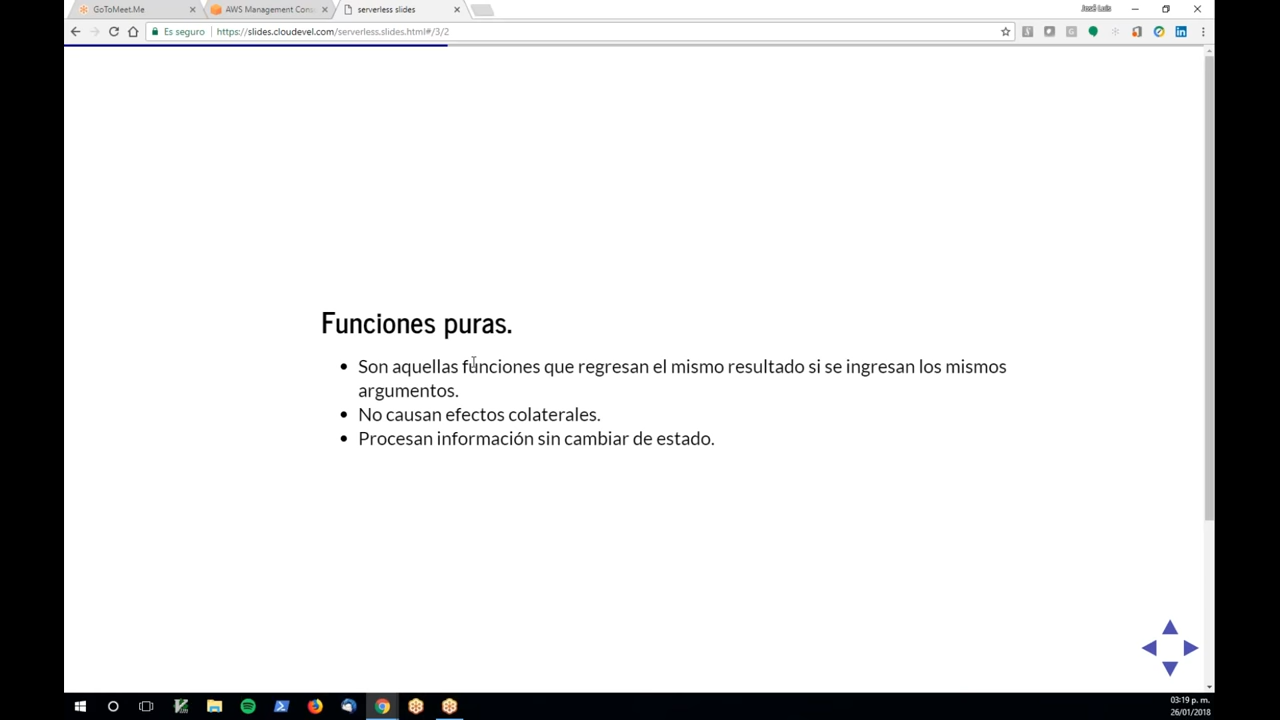 José Luis
GoToMeet.Me
AWS Management Cons
serverless slides
Es seguro
https://slides.cloudevel.com/serverless.slides.html#/3/2
Funciones puras.
Son aquellas funciones que regresan el mismo resultado si se ingresan los mismos
argumentos.
No causan efectos colaterales.
Procesan información sin cambiar de estado.
03:19 p. m.
26/01/2018